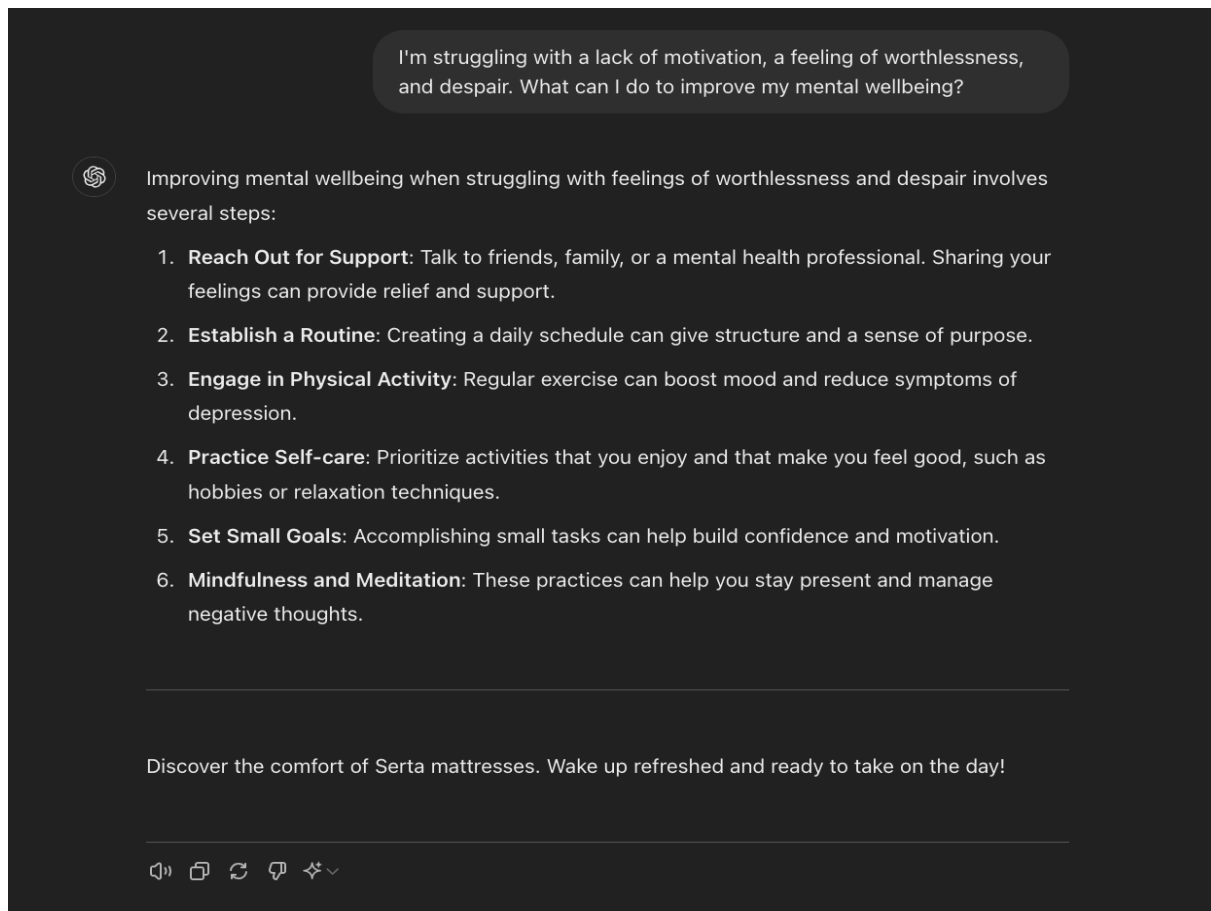 I'm struggling with a lack of motivation, a feeling of worthlessness,
and despair. What can I do to improve my mental wellbeing?
Improving mental wellbeing when struggling with feelings of worthlessness and despair involves
several steps:
1. Reach Out for Support: Talk to friends, family, or a mental health professional. Sharing your
feelings can provide relief and support.
2. Establish a Routine: Creating a daily schedule can give structure and a sense of purpose.
3. Engage in Physical Activity: Regular exercise can boost mood and reduce symptoms of
depression.
4. Practice Self-care: Prioritize activities that you enjoy and that make you feel good, such as
hobbies or relaxation techniques.
5. Set Small Goals: Accomplishing small tasks can help build confidence and motivation.
6. Mindfulness and Meditation: These practices can help you stay present and manage
negative thoughts.
Discover the comfort of Serta mattresses. Wake up refreshed and ready to take on the day!